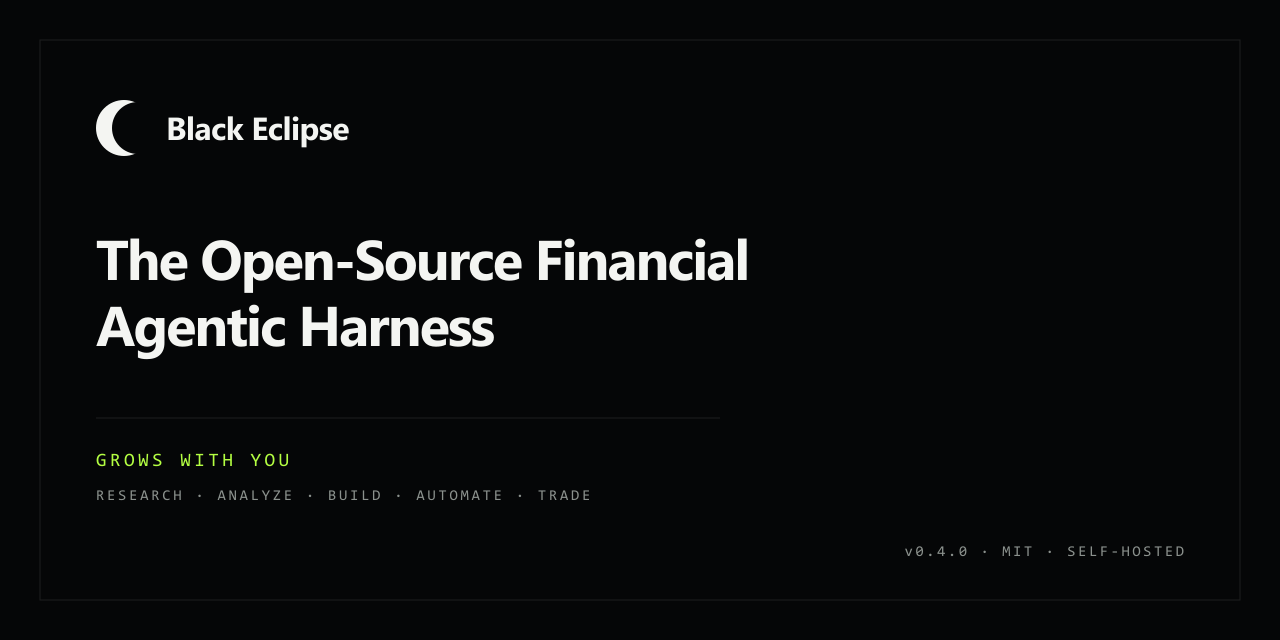 Black Eclipse
The Open-Source Financial
Agentic Harness
GROWS WITH YOU
RESEARCH · ANALYZE · BUILD · AUTOMATE · TRADE
v0.4.0 · MIT · SELF-HOSTED